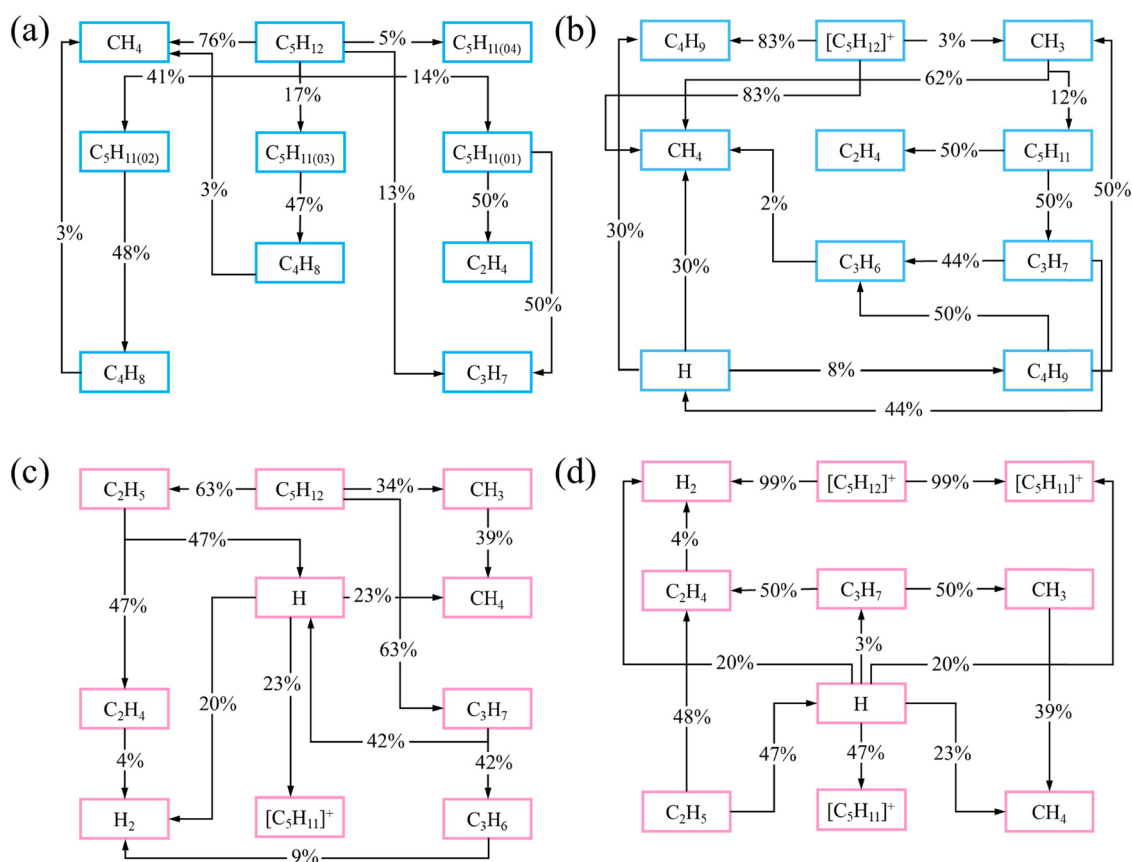 (a)
CH₄ 76% C₅H₁₂ 5% C₅H₁₁₍₀₄₎
41% 14%
17%
C₅H₁₁₍₀₂₎ C₅H₁₁₍₀₃₎ C₅H₁₁₍₀₁₎
3% 13%
47% 50%
3% 48%
C₄H₈ C₂H₄
50%
C₄H₈ C₃H₇
(b)
C₄H₉ 83% [C₅H₁₂]⁺ 3% CH₃
62%
83% 12%
CH₄ C₂H₄ 50% C₅H₁₁
50%
2% 50%
30%
C₃H₆ 44% C₃H₇
30%
50%
H 8% C₄H₉
44%
(c)
C₂H₅ 63% C₅H₁₂ 34% CH₃
47% 39%
H 23% CH₄
47%
63%
23%
C₂H₄ 20% C₃H₇
42%
4% 42%
H₂ [C₅H₁₁]⁺ C₃H₆
9%
(d)
H₂ 99% [C₅H₁₂]⁺ 99% [C₅H₁₁]⁺
4%
C₂H₄ 50% C₃H₇ 50% CH₃
3%
20% 20%
H
48% 39%
47% 47% 23%
C₂H₅ [C₅H₁₁]⁺ CH₄